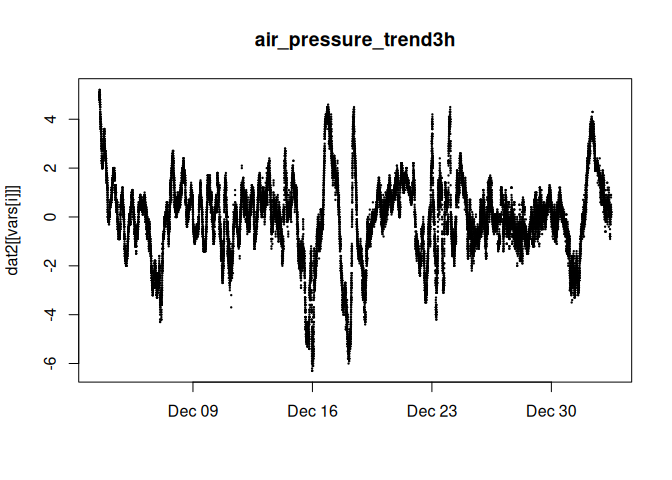 air_pressure_trend3h
dat2[[vars[i]]]
4
2
0
-2
-4
-6
Dec 09
Dec 16
Dec 23
Dec 30